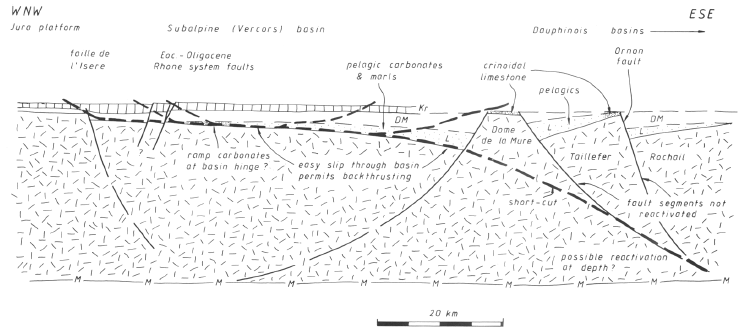 WNW
ESE
Jura platform
Subalpine (Vercors) basin
Dauphinois basins
faille de
l'Isère
Eoc.-Oligocene
Rhone system faults
pelagic carbonates
& marls
crinoidal
limestone
Ornon
fault
pelagics
Kr
DM
DM
L
L
L
Dome
de la Mure
Taillefer
Rochail
ramp carbonates
at basin hinge?
easy slip through basin
permits backthrusting
short-cut
fault segments not
reactivated
possible reactivation
at depth?
M M M M M M M M M M
20 km